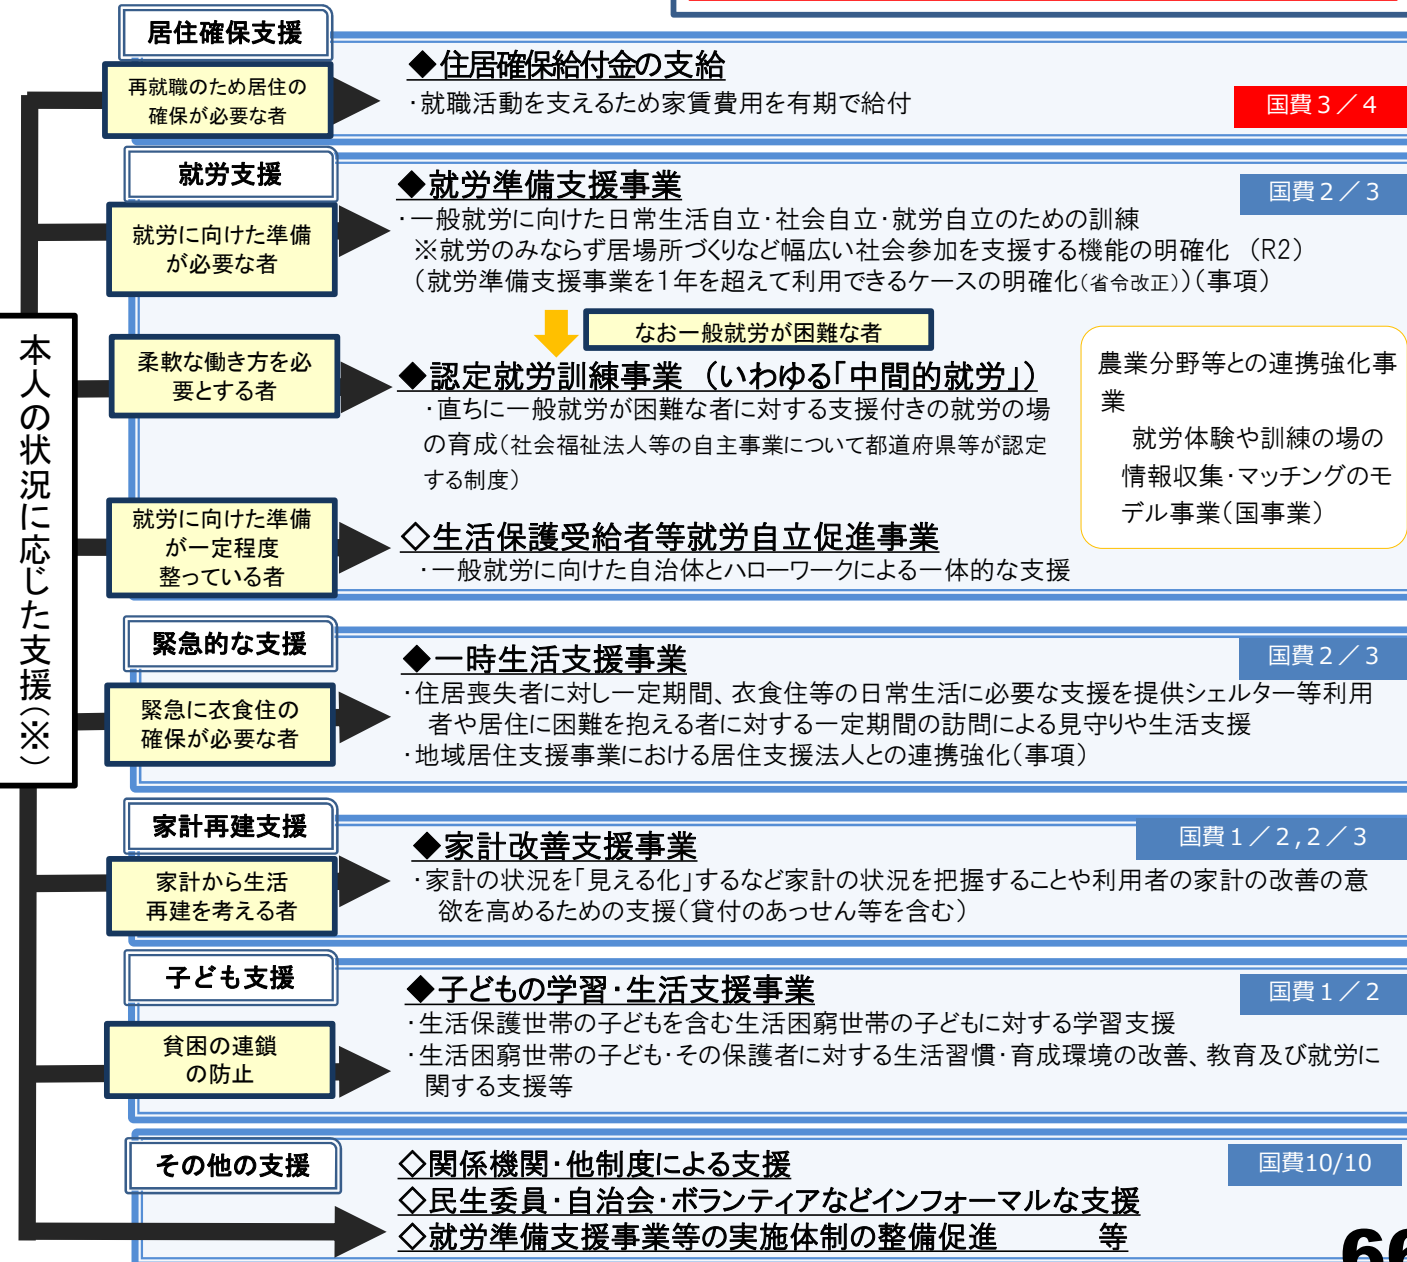 居住確保支援
再就職のため居住の
確保が必要な者
◆住居確保給付金の支給
・就職活動を支えるため家賃費用を有期で給付
国費３／４
就労支援
就労に向けた準備
が必要な者
◆就労準備支援事業
国費２／３
・一般就労に向けた日常生活自立・社会自立・就労自立のための訓練
※就労のみならず居場所づくりなど幅広い社会参加を支援する機能の明確化　（R2）
（就労準備支援事業を１年を超えて利用できるケースの明確化（省令改正））（事項）
なお一般就労が困難な者
柔軟な働き方を必
要とする者
◆認定就労訓練事業　（いわゆる「中間的就労」）
・直ちに一般就労が困難な者に対する支援付きの就労の場
の育成（社会福祉法人等の自主事業について都道府県等が認定
する制度）
農業分野等との連携強化事
業
就労体験や訓練の場の
情報収集・マッチングのモ
デル事業（国事業）
就労に向けた準備
が一定程度
整っている者
◇生活保護受給者等就労自立促進事業
・一般就労に向けた自治体とハローワークによる一体的な支援
本人の状況に応じた支援（※）
緊急的な支援
緊急に衣食住の
確保が必要な者
◆一時生活支援事業
国費２／３
・住居喪失者に対し一定期間、衣食住等の日常生活に必要な支援を提供シェルター等利用
者や居住に困難を抱える者に対する一定期間の訪問による見守りや生活支援
・地域居住支援事業における居住支援法人との連携強化（事項）
家計再建支援
家計から生活
再建を考える者
◆家計改善支援事業
国費１／２,２／３
・家計の状況を「見える化」するなど家計の状況を把握することや利用者の家計の改善の意
欲を高めるための支援（貸付のあっせん等を含む）
子ども支援
貧困の連鎖
の防止
◆子どもの学習・生活支援事業
国費１／２
・生活保護世帯の子どもを含む生活困窮世帯の子どもに対する学習支援
・生活困窮世帯の子ども・その保護者に対する生活習慣・育成環境の改善、教育及び就労に
関する支援等
その他の支援
◇関係機関・他制度による支援
国費10/10
◇民生委員・自治会・ボランティアなどインフォーマルな支援
◇就労準備支援事業等の実施体制の整備促進　　　等
66